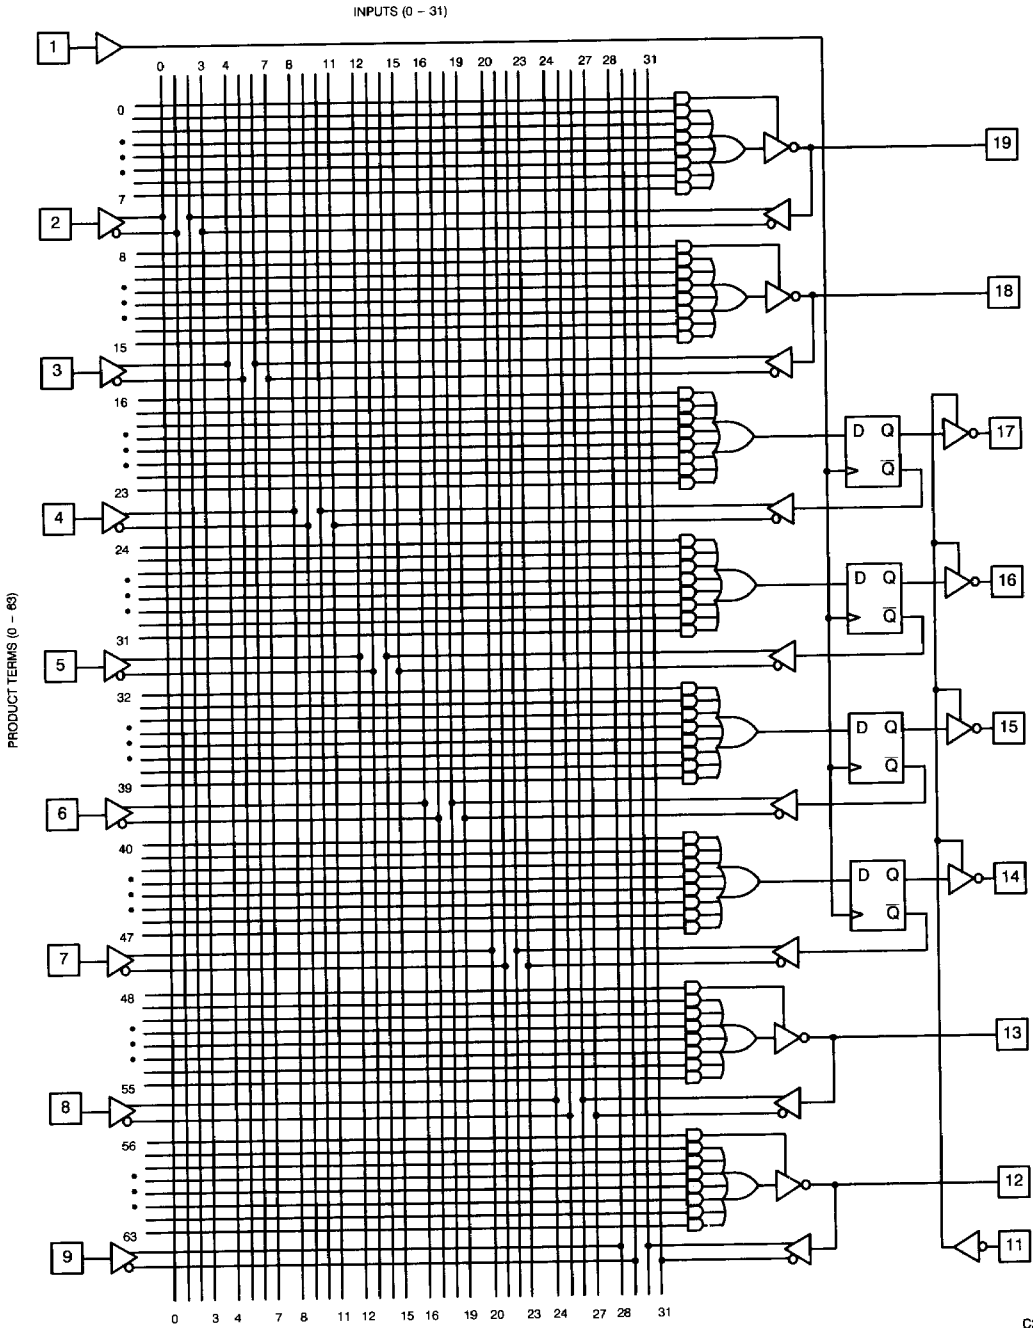 INPUTS (0 – 31)
1
0 3 4 7 8 11 12 15 16 19 20 23 24 27 28 31
0
19
7
2
8
18
15
3
16
17
D Q
Q̅
23
4
24
16
D Q
Q̅
31
5
PRODUCT TERMS (0 – 63)
32
15
D Q
Q̅
39
6
40
14
D Q
Q̅
47
7
48
13
55
8
56
12
63
9
11
0 3 4 7 8 11 12 15 16 19 20 23 24 27 28 31